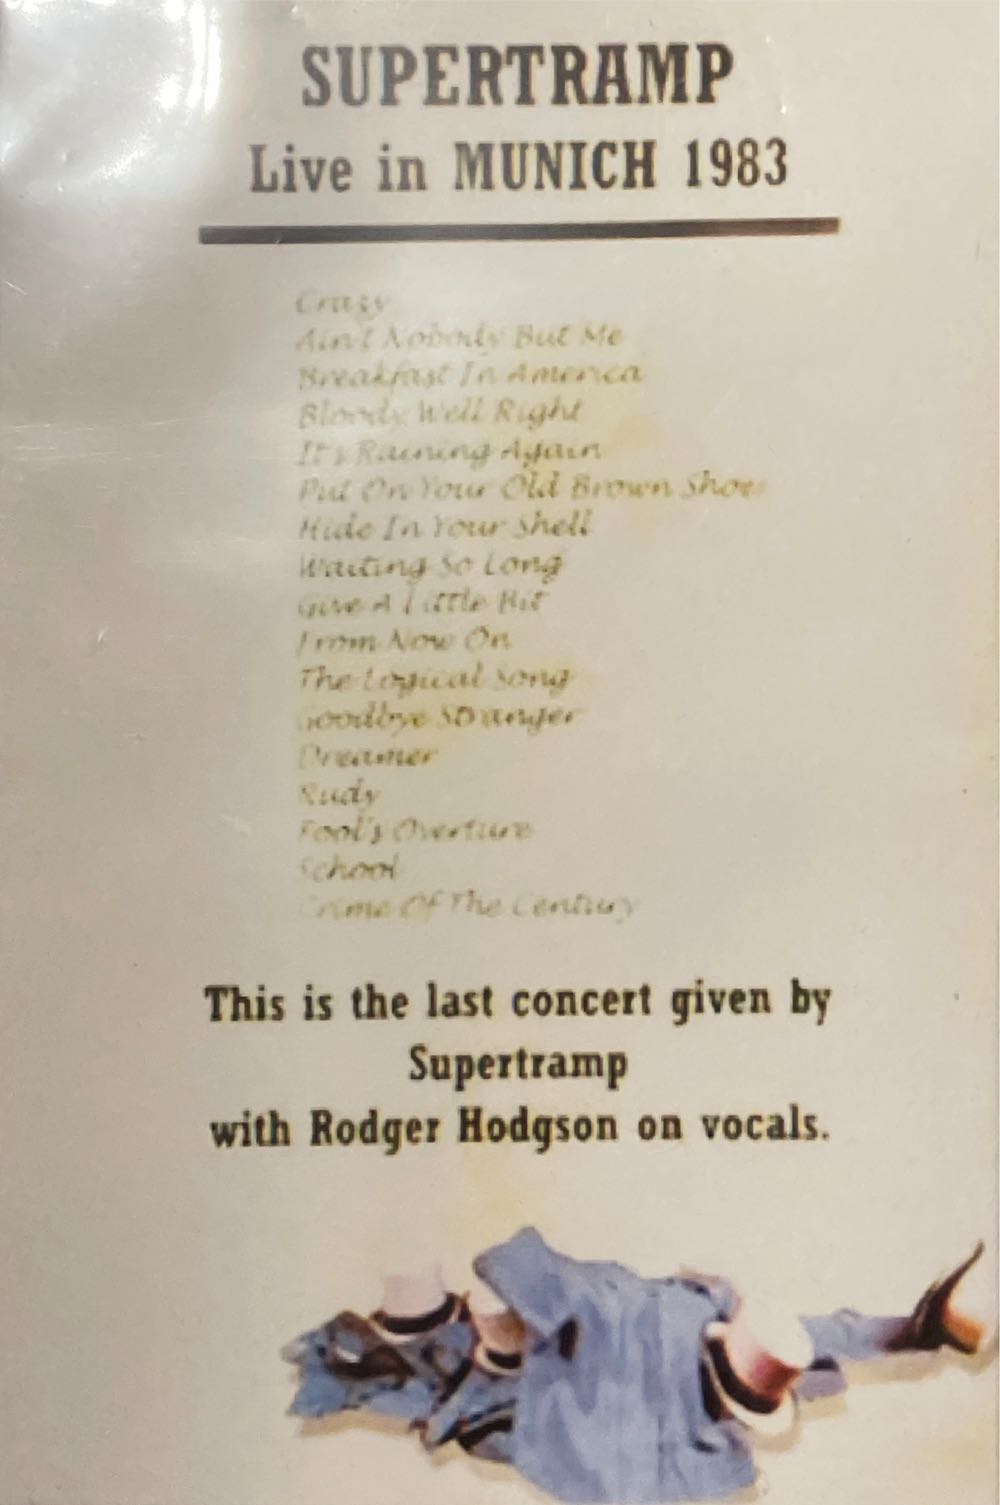 SUPERTRAMP
Live in MUNICH 1983
Crazy
Ain't Nobody But Me
Breakfast In America
Bloody Well Right
It's Raining Again
Put On Your Old Brown Shoes
Hide In Your Shell
Waiting So Long
Give A Little Bit
From Now On
The Logical Song
Goodbye Stranger
Dreamer
Rudy
Fool's Overture
School
Crime Of The Century
This is the last concert given by
Supertramp
with Rodger Hodgson on vocals.